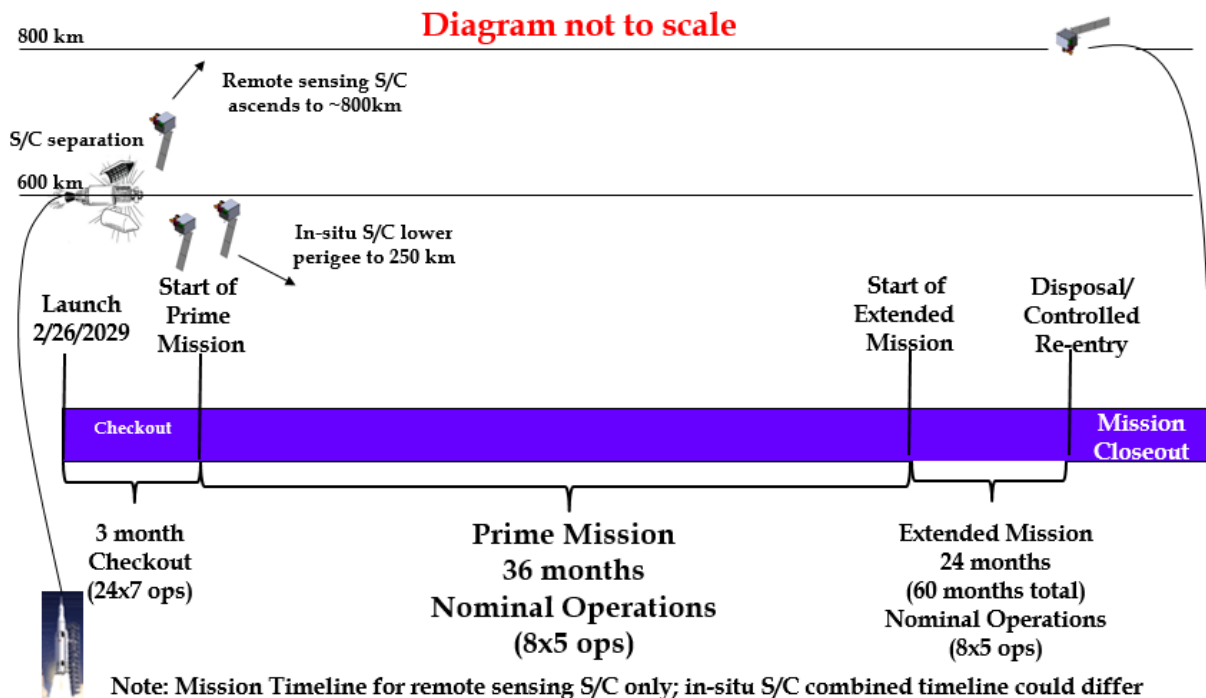 Diagram not to scale
800 km
Remote sensing S/C
ascends to ~800km
S/C separation
600 km
In-situ S/C lower
perigee to 250 km
Launch
2/26/2029
Start of
Prime
Mission
Start of
Extended
Mission
Disposal/
Controlled
Re-entry
Checkout
Mission
Closeout
3 month
Checkout
(24x7 ops)
Prime Mission
36 months
Nominal Operations
(8x5 ops)
Extended Mission
24 months
(60 months total)
Nominal Operations
(8x5 ops)
Note: Mission Timeline for remote sensing S/C only; in-situ S/C combined timeline could differ